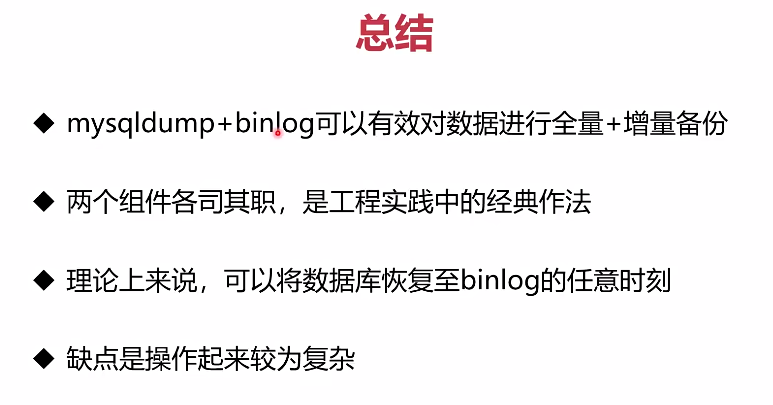 总结
◆ mysqldump+binlog可以有效对数据进行全量+增量备份
◆ 两个组件各司其职，是工程实践中的经典作法
◆ 理论上来说，可以将数据库恢复至binlog的任意时刻
◆ 缺点是操作起来较为复杂